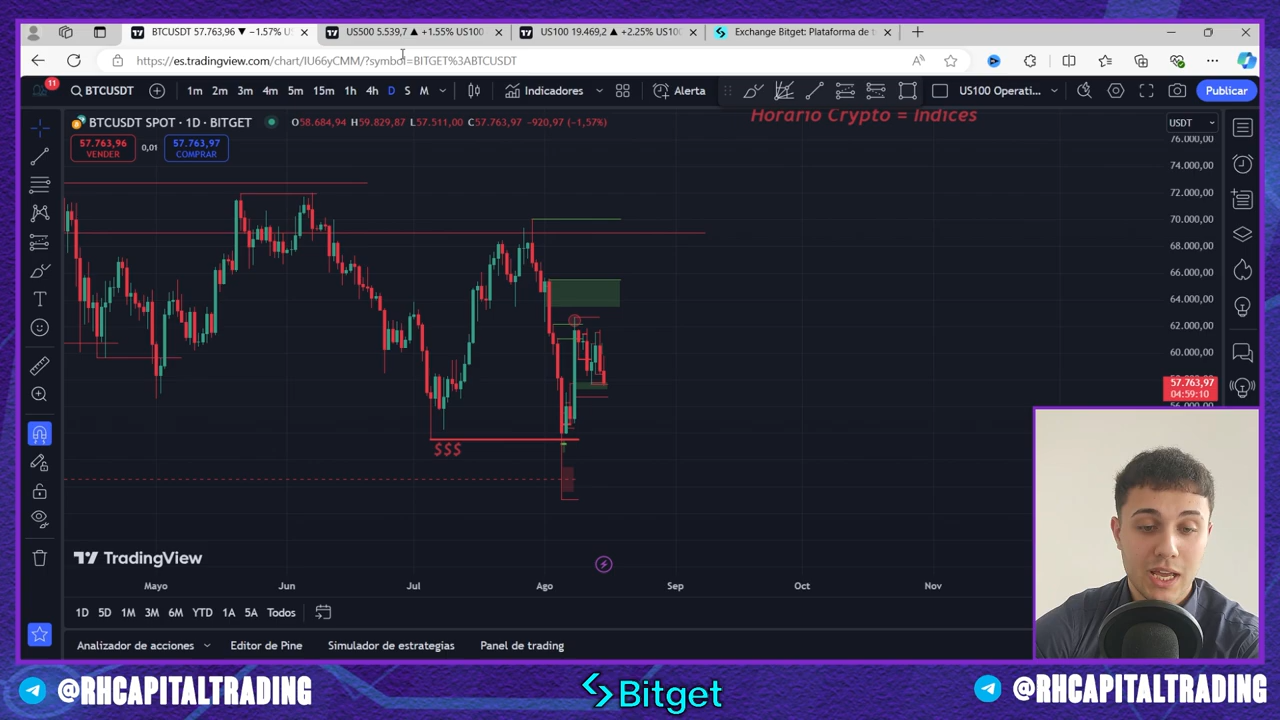 BTCUSDT 57.763,96 ▼ −1.57% US
US500 5.539,7 ▲ +1.55% US100
US100 19.469,2 ▲ +2.25% US100
Exchange Bitget: Plataforma de t
https://es.tradingview.com/chart/IU66yCMM/?symbol=BITGET%3ABTCUSDT
11
BTCUSDT
1m 2m 3m 4m 5m 15m 1h 4h D S M
Indicadores
Alerta
US100 Operati...
Publicar
Horario Crypto = Indices
BTCUSDT SPOT · 1D · BITGET
O58.684,94 H59.829,87 L57.511,00 C57.763,97 −920,97 (−1,57%)
USDT
57.763,96
VENDER
0,01
57.763,97
COMPRAR
76.000,00
74.000,00
72.000,00
70.000,00
68.000,00
66.000,00
64.000,00
62.000,00
60.000,00
57.763,97
04:59:10
56.000,00
$$$
TradingView
Mayo Jun Jul Ago Sep Oct Nov
1D 5D 1M 3M 6M YTD 1A 5A Todos
Analizador de acciones
Editor de Pine
Simulador de estrategias
Panel de trading
@RHCAPITALTRADING
Bitget
@RHCAPITALTRADING